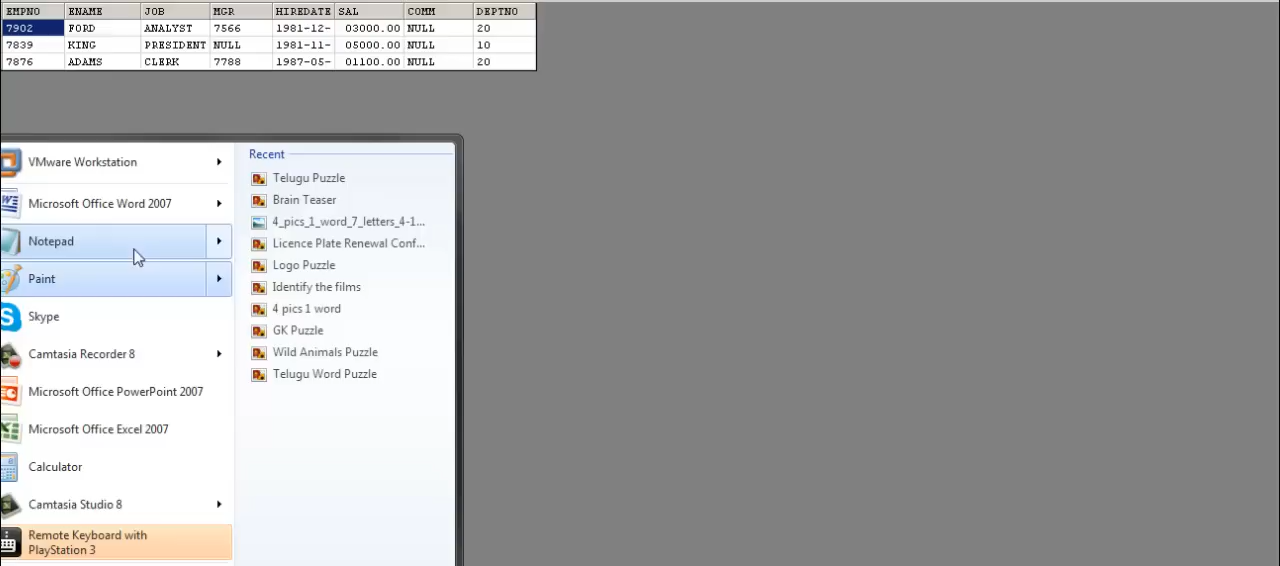 EMPNO ENAME JOB MGR HIREDATE SAL COMM DEPTNO
7902 FORD ANALYST 7566 1981-12- 03000.00 NULL 20
7839 KING PRESIDENT NULL 1981-11- 05000.00 NULL 10
7876 ADAMS CLERK 7788 1987-05- 01100.00 NULL 20
VMware Workstation
Microsoft Office Word 2007
Notepad
Paint
Skype
Camtasia Recorder 8
Microsoft Office PowerPoint 2007
Microsoft Office Excel 2007
Calculator
Camtasia Studio 8
Remote Keyboard with
PlayStation 3
Recent
Telugu Puzzle
Brain Teaser
4_pics_1_word_7_letters_4-1...
Licence Plate Renewal Conf...
Logo Puzzle
Identify the films
4 pics 1 word
GK Puzzle
Wild Animals Puzzle
Telugu Word Puzzle